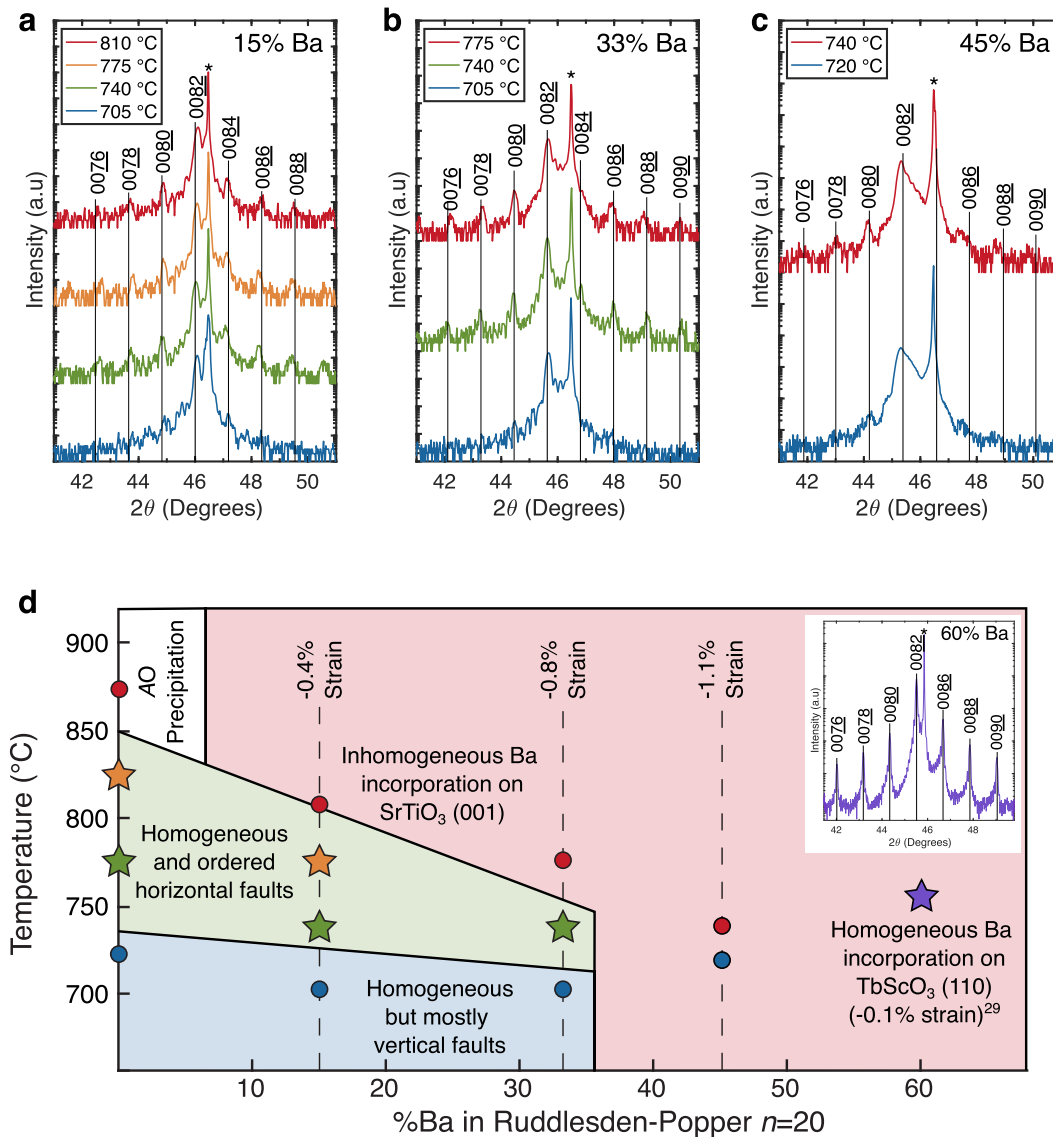 a
810 °C
775 °C
740 °C
705 °C
15% Ba
*
0076
0078
0080
0082
0084
0086
0088
Intensity (a.u)
42 44 46 48 50
2θ (Degrees)
b
775 °C
740 °C
705 °C
33% Ba
*
0076
0078
0080
0082
0084
0086
0088
0090
Intensity (a.u)
42 44 46 48 50
2θ (Degrees)
c
740 °C
720 °C
45% Ba
*
0076
0078
0080
0082
0086
0088
0090
Intensity (a.u)
42 44 46 48 50
2θ (Degrees)
d
Temperature (°C)
900
850
800
750
700
AO
Precipitation
-0.4%
Strain
-0.8%
Strain
-1.1%
Strain
Inhomogeneous Ba
incorporation on
SrTiO3 (001)
Homogeneous
and ordered
horizontal faults
Homogeneous
but mostly
vertical faults
60% Ba
*
0076
0078
0080
0082
0086
0088
0090
Intensity (a.u)
42 44 46 48
2θ (Degrees)
Homogeneous Ba
incorporation on
TbScO3 (110)
(-0.1% strain)29
10 20 30 40 50 60
%Ba in Ruddlesden-Popper n=20